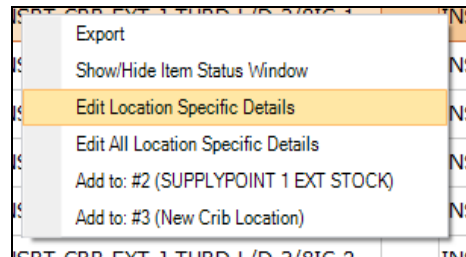 Export
Show/Hide Item Status Window
Edit Location Specific Details
Edit All Location Specific Details
Add to: #2 (SUPPLYPOINT 1 EXT STOCK)
Add to: #3 (New Crib Location)